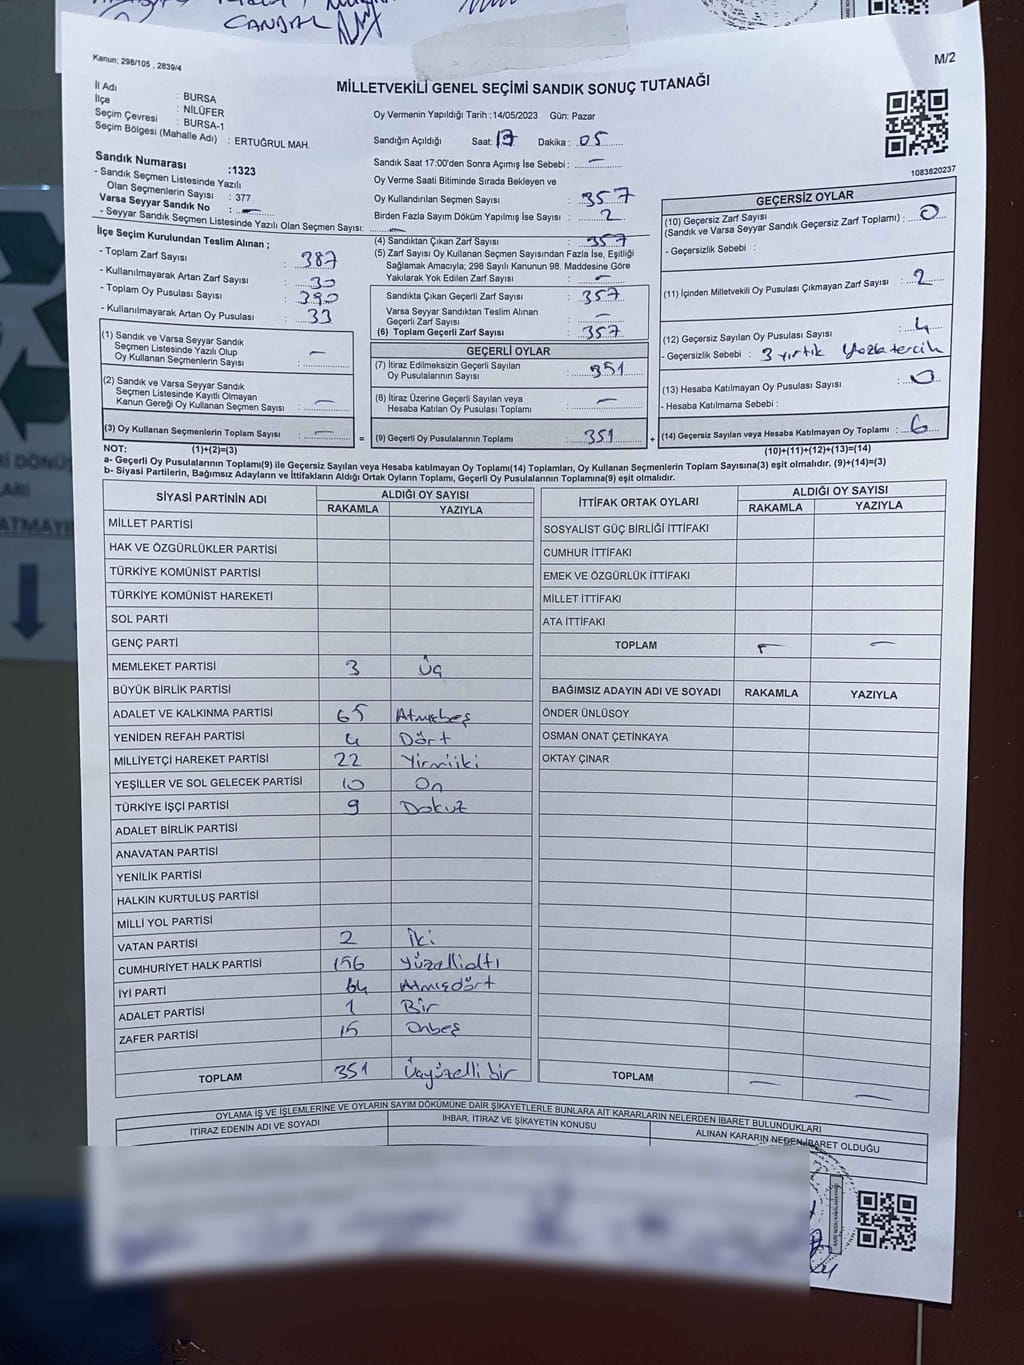 CANDAL
Kanun; 298/105 , 2839/4
M/2
MİLLETVEKİLİ GENEL SEÇİMİ SANDIK SONUÇ TUTANAĞI
İl Adı : BURSA
İlçe : NİLÜFER
Seçim Çevresi : BURSA-1
Seçim Bölgesi (Mahalle Adı) : ERTUĞRUL MAH.
Oy Vermenin Yapıldığı Tarih :14/05/2023 Gün: Pazar
Sandığın Açıldığı Saat: 17 Dakika : 05
Sandık Saat 17:00'den Sonra Açımış İse Sebebi : –
1083820237
Sandık Numarası :1323
- Sandık Seçmen Listesinde Yazılı
Olan Seçmenlerin Sayısı : 377
Varsa Seyyar Sandık No : –
- Seyyar Sandık Seçmen Listesinde Yazılı Olan Seçmen Sayısı: –
Oy Verme Saati Bitiminde Sırada Bekleyen ve
Oy Kullandırılan Seçmen Sayısı : 357
Birden Fazla Sayım Döküm Yapılmış İse Sayısı : 2
İlçe Seçim Kurulundan Teslim Alınan ;
- Toplam Zarf Sayısı : 387
- Kullanılmayarak Artan Zarf Sayısı : 30
- Toplam Oy Pusulası Sayısı : 390
- Kullanılmayarak Artan Oy Pusulası : 33
(4) Sandıktan Çıkan Zarf Sayısı : 357
(5) Zarf Sayısı Oy Kullanan Seçmen Sayısından Fazla İse, Eşitliği
Sağlamak Amacıyla; 298 Sayılı Kanunun 98. Maddesine Göre
Yakılarak Yok Edilen Zarf Sayısı : –
Sandıkta Çıkan Geçerli Zarf Sayısı : 357
Varsa Seyyar Sandıktan Teslim Alınan
Geçerli Zarf Sayısı : –
(6) Toplam Geçerli Zarf Sayısı : 357
GEÇERSİZ OYLAR
(10) Geçersiz Zarf Sayısı
(Sandık ve Varsa Seyyar Sandık Geçersiz Zarf Toplamı) : 0
- Geçersizlik Sebebi :
(11) İçinden Milletvekili Oy Pusulası Çıkmayan Zarf Sayısı : 2
(12) Geçersiz Sayılan Oy Pusulası Sayısı : 4
- Geçersizlik Sebebi : 3 yırtık
(13) Hesaba Katılmayan Oy Pusulası Sayısı : 0
- Hesaba Katılmama Sebebi :
(14) Geçersiz Sayılan veya Hesaba Katılmayan Oy Toplamı : 6
(10)+(11)+(12)+(13)=(14)
(1) Sandık ve Varsa Seyyar Sandık
Seçmen Listesinde Yazılı Olup
Oy Kullanan Seçmenlerin Sayısı : –
(2) Sandık ve Varsa Seyyar Sandık
Seçmen Listesinde Kayıtlı Olmayan
Kanun Gereği Oy Kullanan Seçmen Sayısı : –
(3) Oy Kullanan Seçmenlerin Toplam Sayısı : –
(1)+(2)=(3)
GEÇERLİ OYLAR
(7) İtiraz Edilmeksizin Geçerli Sayılan
Oy Pusulalarının Sayısı : 351
(8) İtiraz Üzerine Geçerli Sayılan veya
Hesaba Katılan Oy Pusulası Toplamı : –
= (9) Geçerli Oy Pusulalarının Toplamı : 351 +
NOT:
a- Geçerli Oy Pusulalarının Toplamı(9) ile Geçersiz Sayılan veya Hesaba katılmayan Oy Toplamı(14) Toplamları, Oy Kullanan Seçmenlerin Toplam Sayısına(3) eşit olmalıdır. (9)+(14)=(3)
b- Siyasi Partilerin, Bağımsız Adayların ve İttifakların Aldığı Ortak Oyların Toplamı, Geçerli Oy Pusulalarının Toplamına(9) eşit olmalıdır.
SİYASİ PARTİNİN ADI ALDIĞI OY SAYISI
RAKAMLA YAZIYLA
MİLLET PARTİSİ
HAK VE ÖZGÜRLÜKLER PARTİSİ
TÜRKİYE KOMÜNİST PARTİSİ
TÜRKİYE KOMÜNİST HAREKETİ
SOL PARTİ
GENÇ PARTİ
MEMLEKET PARTİSİ 3 Üç
BÜYÜK BİRLİK PARTİSİ
ADALET VE KALKINMA PARTİSİ 65 Atmışbeş
YENİDEN REFAH PARTİSİ 4 Dört
MİLLİYETÇİ HAREKET PARTİSİ 22 Yirmiiki
YEŞİLLER VE SOL GELECEK PARTİSİ 10 On
TÜRKİYE İŞÇİ PARTİSİ 9 Dokuz
ADALET BİRLİK PARTİSİ
ANAVATAN PARTİSİ
YENİLİK PARTİSİ
HALKIN KURTULUŞ PARTİSİ
MİLLİ YOL PARTİSİ
VATAN PARTİSİ 2 İki
CUMHURİYET HALK PARTİSİ 156 Yüzellialtı
İYİ PARTİ 64 Atmışdört
ADALET PARTİSİ 1 Bir
ZAFER PARTİSİ 15 Onbeş
TOPLAM 351 Üçyüzelli bir
İTTİFAK ORTAK OYLARI ALDIĞI OY SAYISI
RAKAMLA YAZIYLA
SOSYALİST GÜÇ BİRLİĞİ İTTİFAKI
CUMHUR İTTİFAKI
EMEK VE ÖZGÜRLÜK İTTİFAKI
MİLLET İTTİFAKI
ATA İTTİFAKI
TOPLAM – –
BAĞIMSIZ ADAYIN ADI VE SOYADI RAKAMLA YAZIYLA
ÖNDER ÜNLÜSOY
OSMAN ONAT ÇETİNKAYA
OKTAY ÇINAR
TOPLAM – –
OYLAMA İŞ VE İŞLEMLERİNE VE OYLARIN SAYIM DÖKÜMÜNE DAİR ŞİKAYETLERLE BUNLARA AİT KARARLARIN NELERDEN İBARET BULUNDUKLARI
İTİRAZ EDENİN ADI VE SOYADI İHBAR, İTİRAZ VE ŞİKAYETİN KONUSU ALINAN KARARIN NEDEN İBARET OLDUĞU